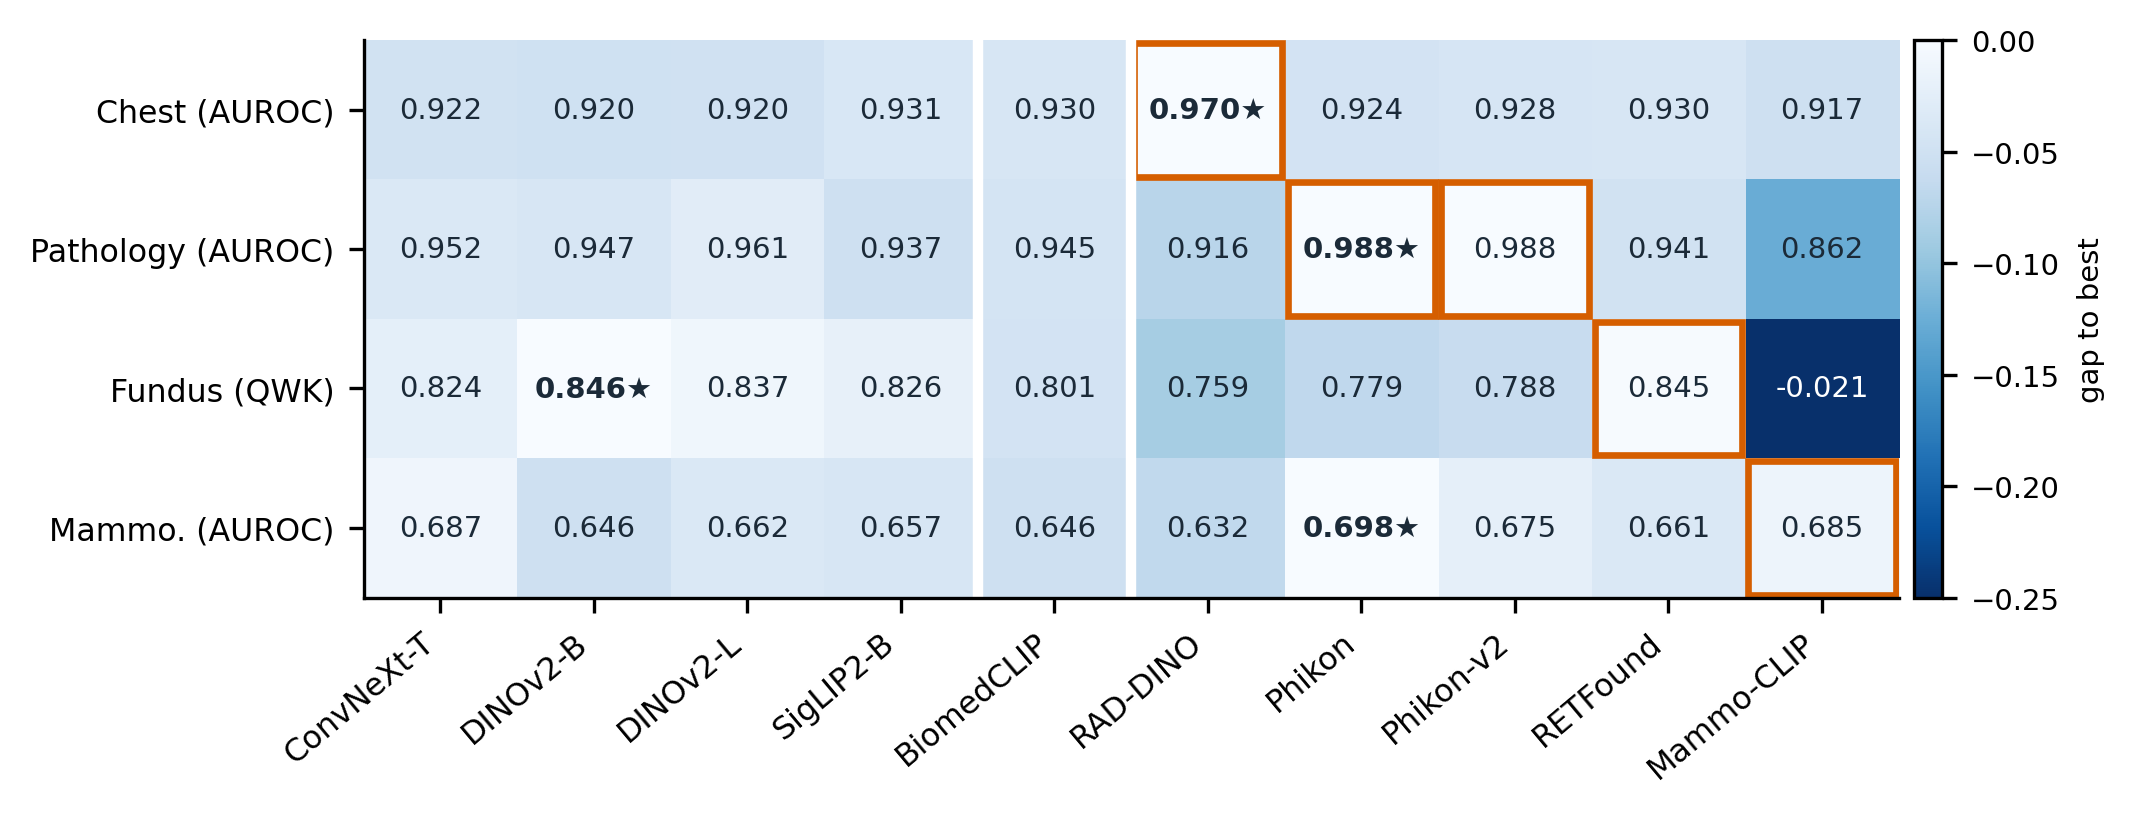 Chest (AUROC) 0.922 0.920 0.920 0.931 0.930 0.970★ 0.924 0.928 0.930 0.917
Pathology (AUROC) 0.952 0.947 0.961 0.937 0.945 0.916 0.988★ 0.988 0.941 0.862
Fundus (QWK) 0.824 0.846★ 0.837 0.826 0.801 0.759 0.779 0.788 0.845 -0.021
Mammo. (AUROC) 0.687 0.646 0.662 0.657 0.646 0.632 0.698★ 0.675 0.661 0.685
ConvNeXt-T
DINOv2-B
DINOv2-L
SigLIP2-B
BiomedCLIP
RAD-DINO
Phikon
Phikon-v2
RETFound
Mammo-CLIP
0.00
−0.05
−0.10
−0.15
−0.20
−0.25
gap to best